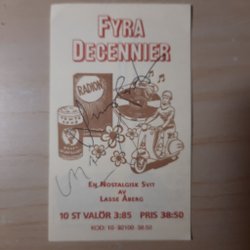 FYRA
DECENNIER
RADION
EN NOSTALGISK SVIT
AV
LASSE ÅBERG
10 ST VALÖR 3:85 PRIS 38:50